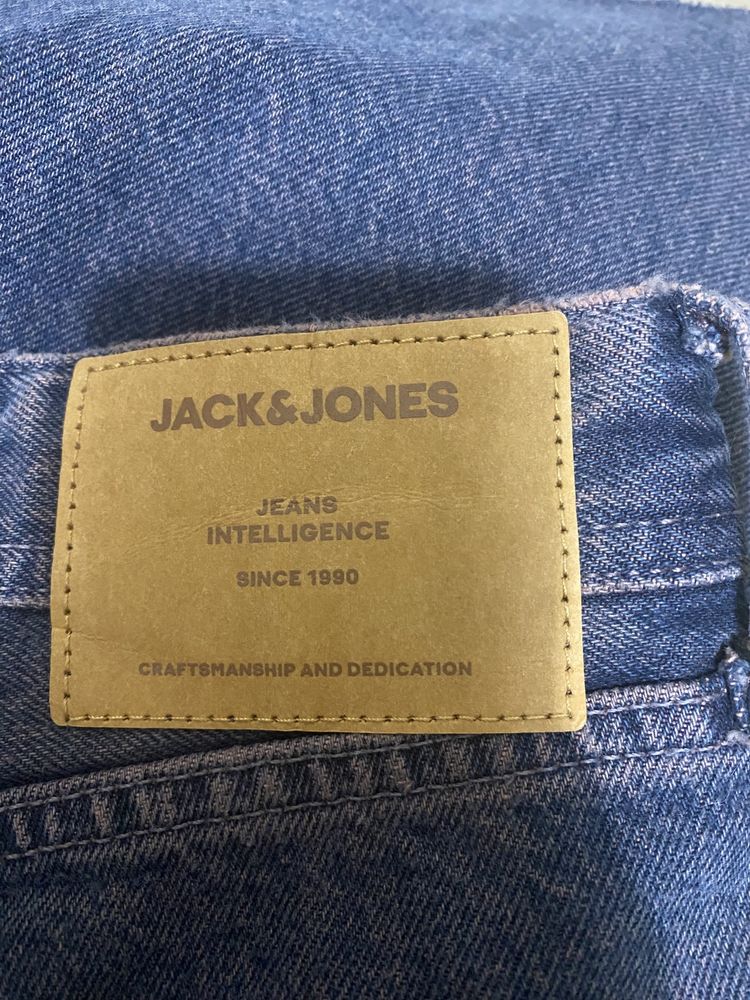 JACK&JONES
JEANS
INTELLIGENCE
SINCE 1990
CRAFTSMANSHIP AND DEDICATION